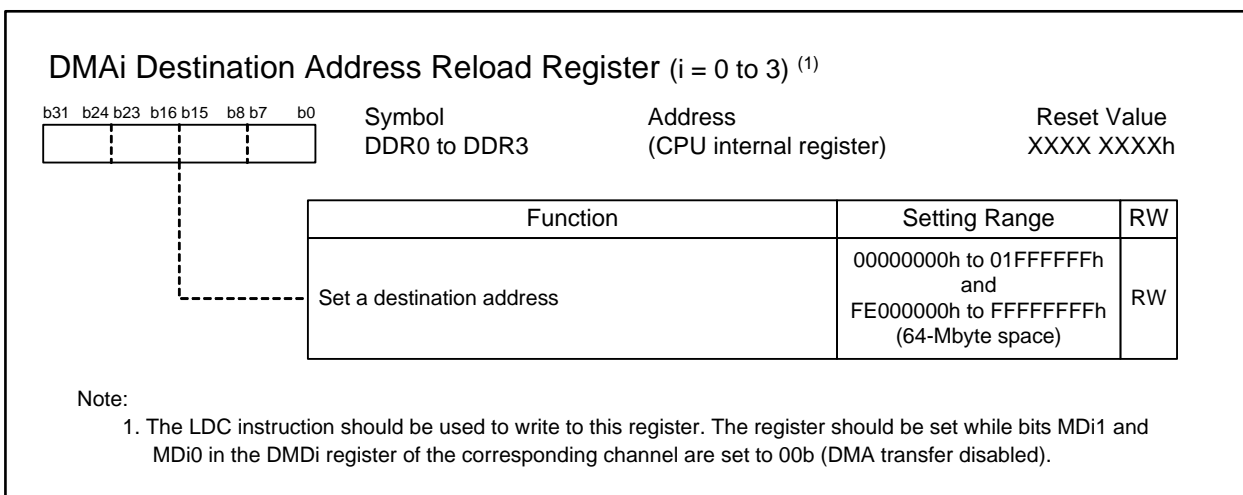 DMAi Destination Address Reload Register (i = 0 to 3) (1)
b31 b24 b23 b16 b15 b8 b7 b0
Symbol Address Reset Value
DDR0 to DDR3 (CPU internal register) XXXX XXXXh
Function Setting Range RW
Set a destination address
00000000h to 01FFFFFFh
and
FE000000h to FFFFFFFFh
(64-Mbyte space)
RW
Note:
1. The LDC instruction should be used to write to this register. The register should be set while bits MDi1 and
MDi0 in the DMDi register of the corresponding channel are set to 00b (DMA transfer disabled).